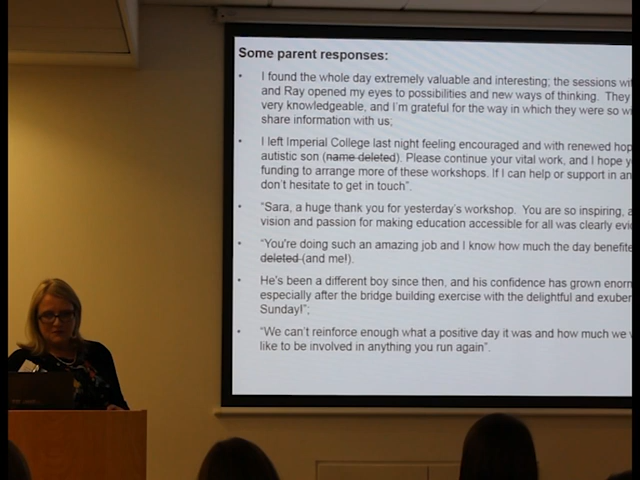 Some parent responses:
• I found the whole day extremely valuable and interesting; the sessions
and Ray opened my eyes to possibilities and new ways of thinking. They
very knowledgeable, and I'm grateful for the way in which they were so
share information with us;
• I left Imperial College last night feeling encouraged and with renewed
autistic son (name deleted). Please continue your vital work, and I hope
funding to arrange more of these workshops. If I can help or support in
don't hesitate to get in touch".
• "Sara, a huge thank you for yesterday's workshop. You are so inspiring,
vision and passion for making education accessible for all was clearly
• "You're doing such an amazing job and I know how much the day
deleted (and me!).
• He's been a different boy since then, and his confidence has grown
especially after the bridge building exercise with the delightful and
Sunday!";
• "We can't reinforce enough what a positive day it was and how much we
like to be involved in anything you run again".